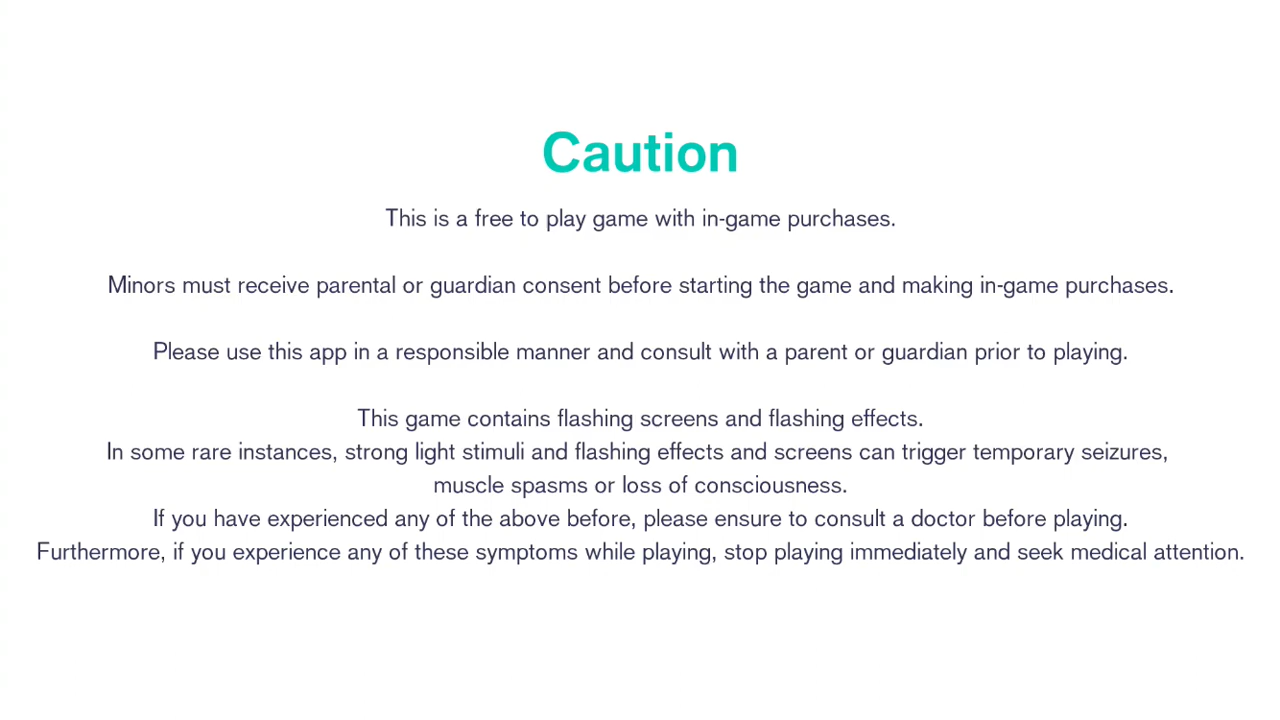 Caution
This is a free to play game with in-game purchases.
Minors must receive parental or guardian consent before starting the game and making in-game purchases.
Please use this app in a responsible manner and consult with a parent or guardian prior to playing.
This game contains flashing screens and flashing effects.
In some rare instances, strong light stimuli and flashing effects and screens can trigger temporary seizures,
muscle spasms or loss of consciousness.
If you have experienced any of the above before, please ensure to consult a doctor before playing.
Furthermore, if you experience any of these symptoms while playing, stop playing immediately and seek medical attention.